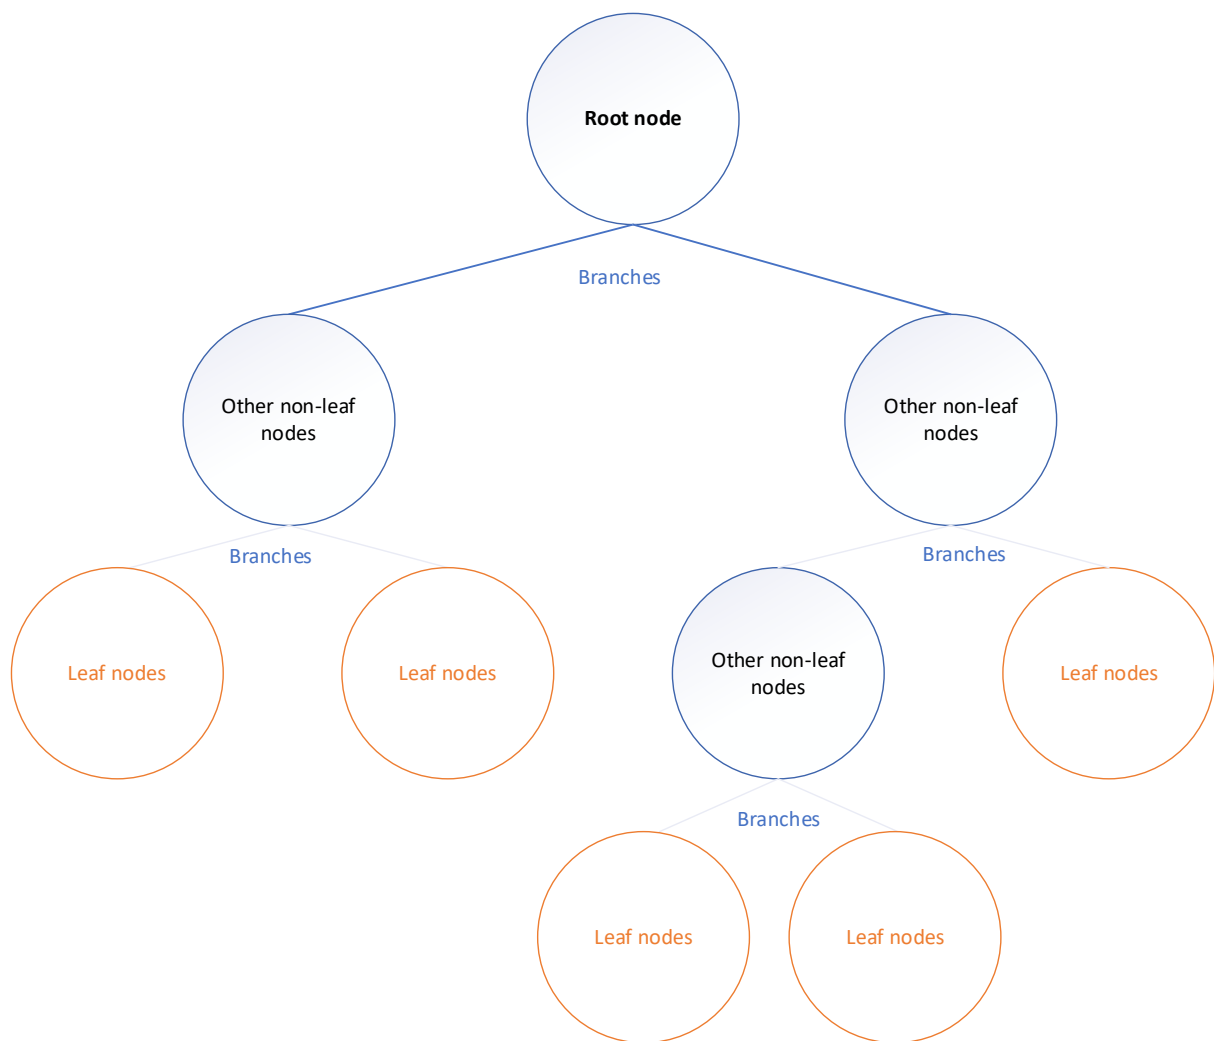 Root node
Branches
Other non-leaf
nodes
Other non-leaf
nodes
Branches
Branches
Leaf nodes
Leaf nodes
Other non-leaf
nodes
Leaf nodes
Branches
Leaf nodes
Leaf nodes